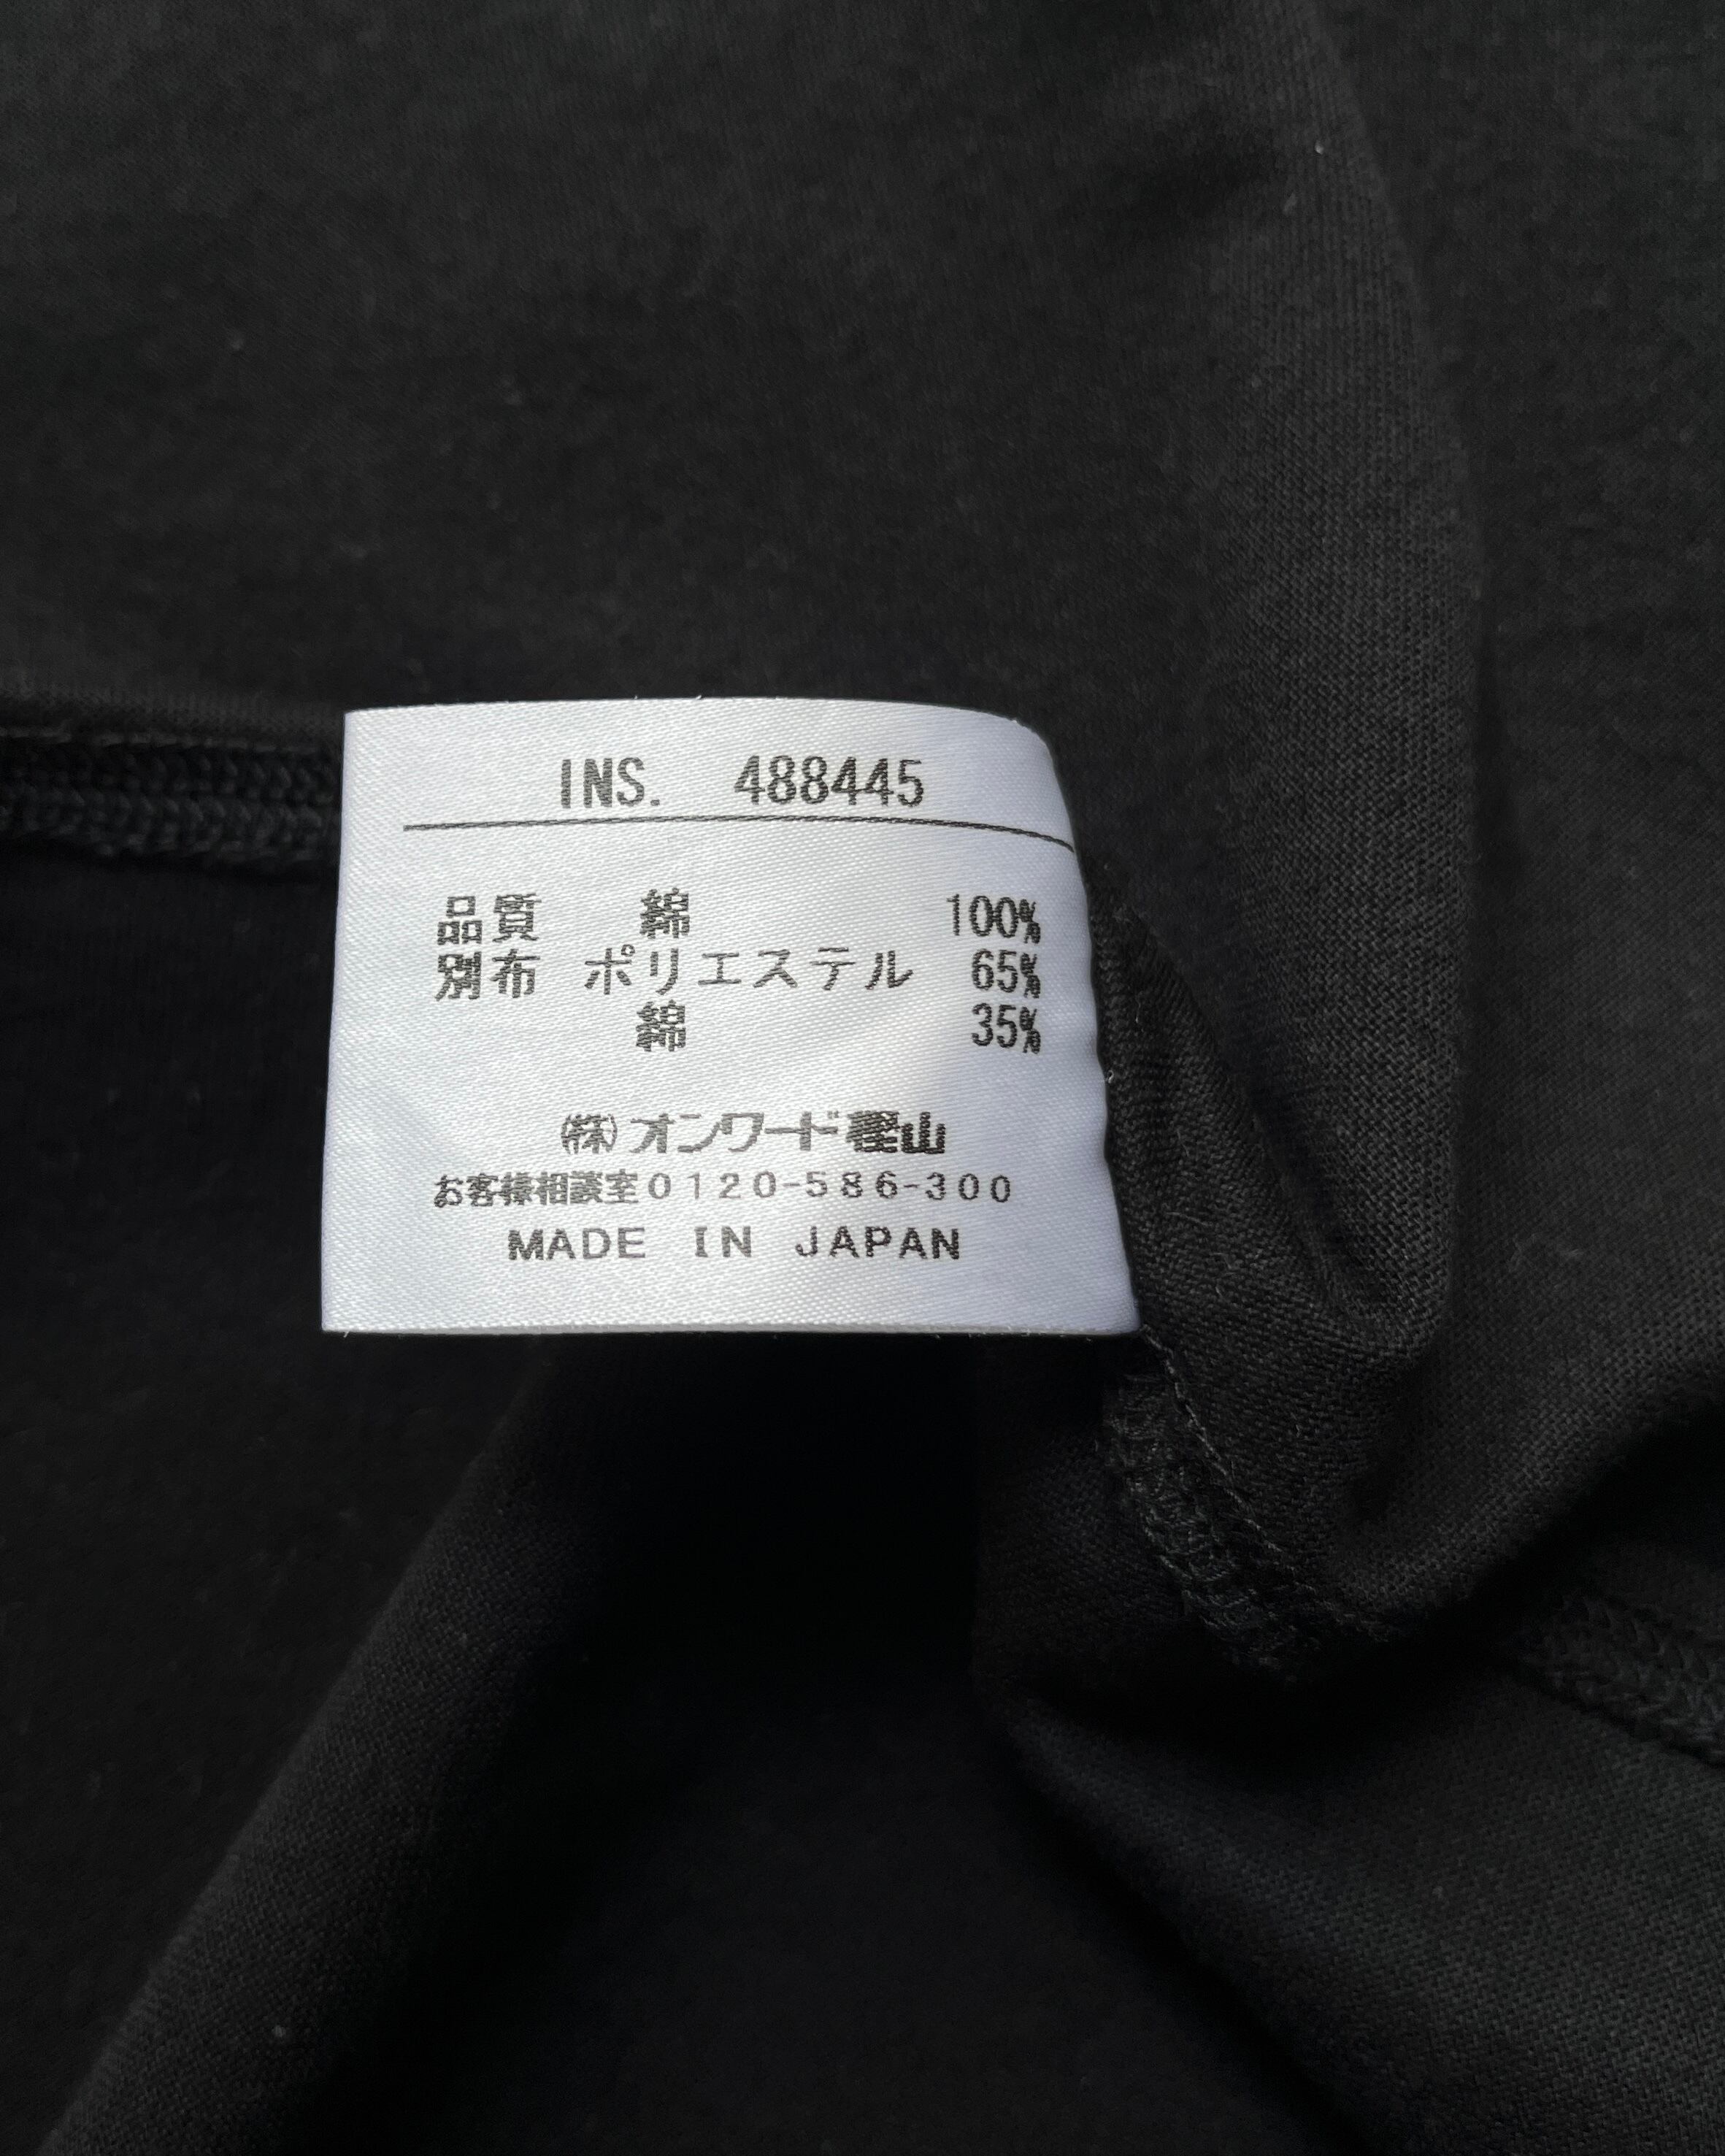 INS. 488445
品質 綿 100%
別布 ポリエステル 65%
綿 35%
㈱オンワード樫山
お客様相談室0120-586-300
MADE IN JAPAN